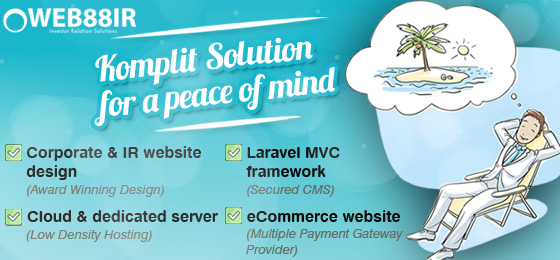 WEB88IR
Investor Relation Solutions
Komplit Solution
for a peace of mind
Corporate & IR website
design
(Award Winning Design)
Laravel MVC
framework
(Secured CMS)
Cloud & dedicated server
(Low Density Hosting)
eCommerce website
(Multiple Payment Gateway
Provider)